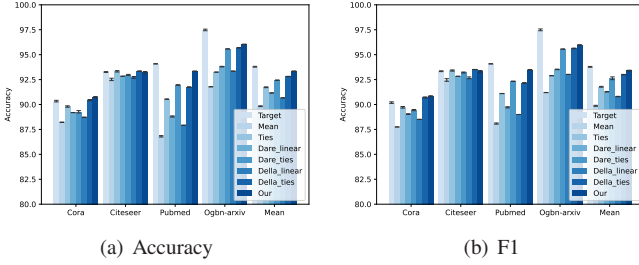 100.0
97.5
95.0
92.5
90.0
87.5
85.0
82.5
80.0
Accuracy
Target
Mean
Ties
Dare_linear
Dare_ties
Della_linear
Della_ties
Our
Cora Citeseer Pubmed Ogbn-arxiv Mean
(a) Accuracy
100.0
97.5
95.0
92.5
90.0
87.5
85.0
82.5
80.0
Accuracy
Target
Mean
Ties
Dare_linear
Dare_ties
Della_linear
Della_ties
Our
Cora Citeseer Pubmed Ogbn-arxiv Mean
(b) F1